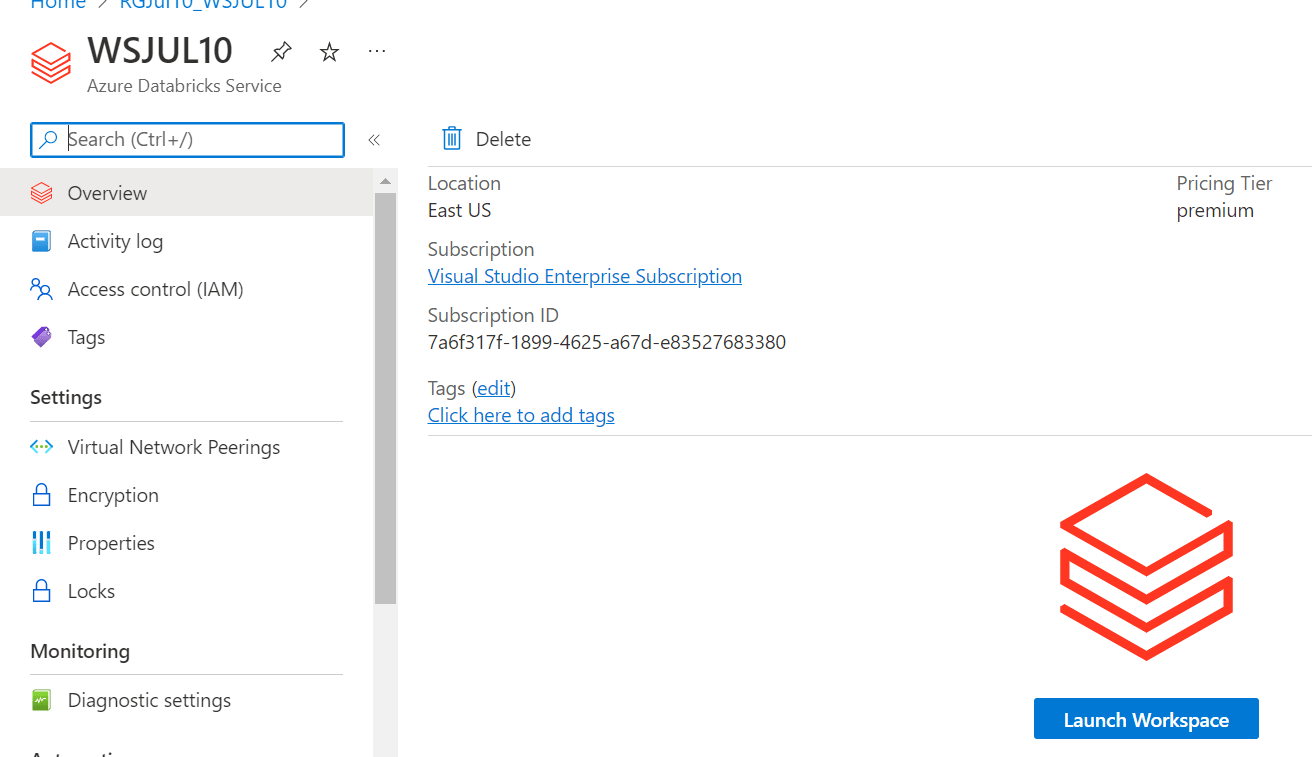 Home > RGJul10_WSJUL10 >
WSJUL10
Azure Databricks Service
Search (Ctrl+/)
Overview
Activity log
Access control (IAM)
Tags
Settings
Virtual Network Peerings
Encryption
Properties
Locks
Monitoring
Diagnostic settings
Delete
Location
East US
Pricing Tier
premium
Subscription
Visual Studio Enterprise Subscription
Subscription ID
7a6f317f-1899-4625-a67d-e83527683380
Tags (edit)
Click here to add tags
Launch Workspace